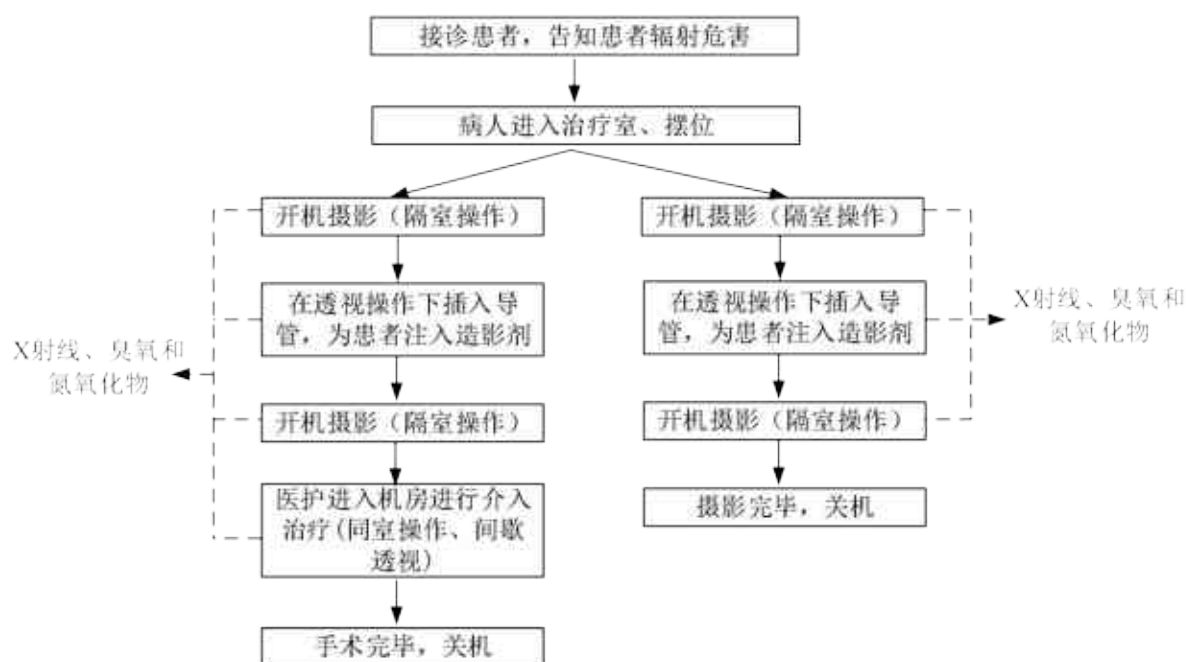 接诊患者，告知患者辐射危害
病人进入治疗室、摆位
开机摄影（隔室操作）
在透视操作下插入导
管，为患者注入造影剂
X射线、臭氧和
氮氧化物
开机摄影（隔室操作）
医护进入机房进行介入
治疗(同室操作、间歇
透视)
手术完毕，关机
开机摄影（隔室操作）
在透视操作下插入导
管，为患者注入造影剂
X射线、臭氧和
氮氧化物
开机摄影（隔室操作）
摄影完毕，关机